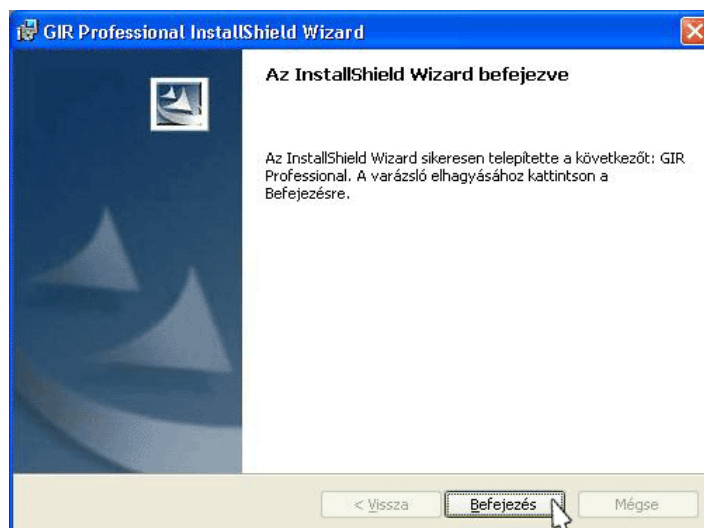 GIR Professional InstallShield Wizard
Az InstallShield Wizard befejezve
Az InstallShield Wizard sikeresen telepítette a következőt: GIR
Professional. A varázsló elhagyásához kattintson a
Befejezésre.
< Vissza Befejezés Mégse